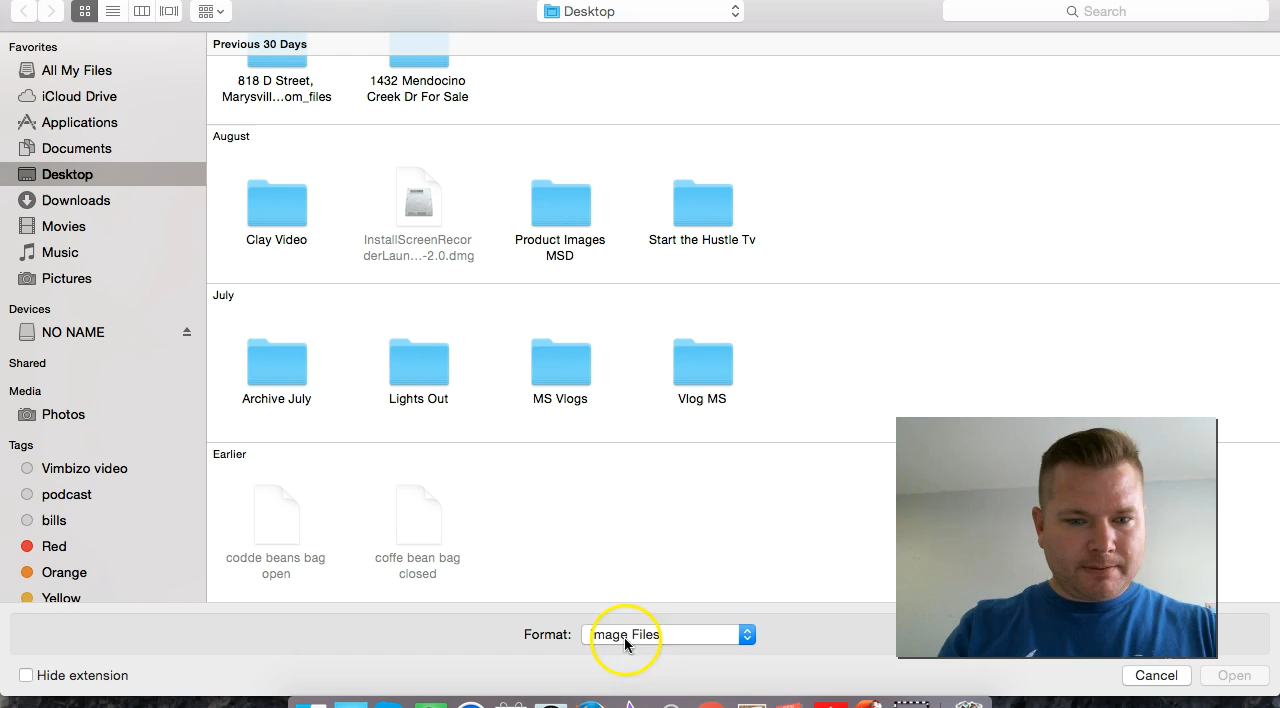 Desktop
Search
Favorites
All My Files
iCloud Drive
Applications
Documents
Desktop
Downloads
Movies
Music
Pictures
Devices
NO NAME
Shared
Media
Photos
Tags
Vimbizo video
podcast
bills
Red
Orange
Yellow
Previous 30 Days
818 D Street,
Marysvill...om_files
1432 Mendocino
Creek Dr For Sale
August
Clay Video
InstallScreenRecor
derLaun...-2.0.dmg
Product Images
MSD
Start the Hustle Tv
July
Archive July
Lights Out
MS Vlogs
Vlog MS
Earlier
codde beans bag
open
coffe bean bag
closed
Format:
Image Files
Hide extension
Cancel
Open